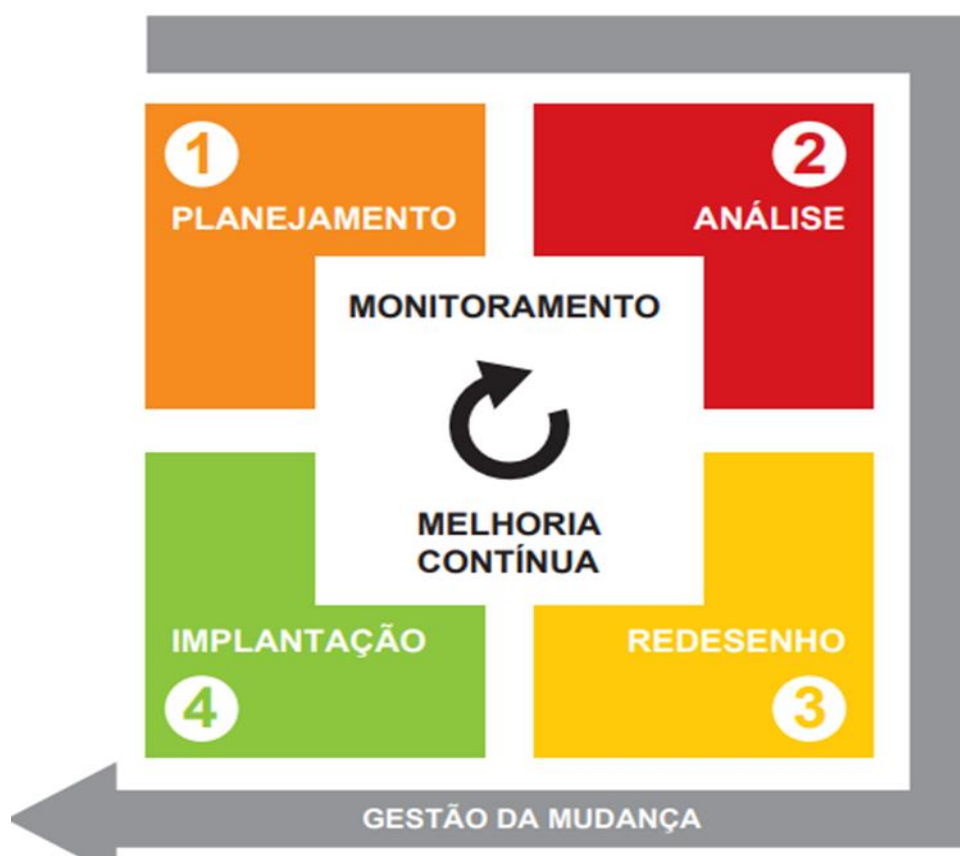 1
PLANEJAMENTO
2
ANÁLISE
MONITORAMENTO
MELHORIA
CONTÍNUA
IMPLANTAÇÃO
4
REDESENHO
3
GESTÃO DA MUDANÇA